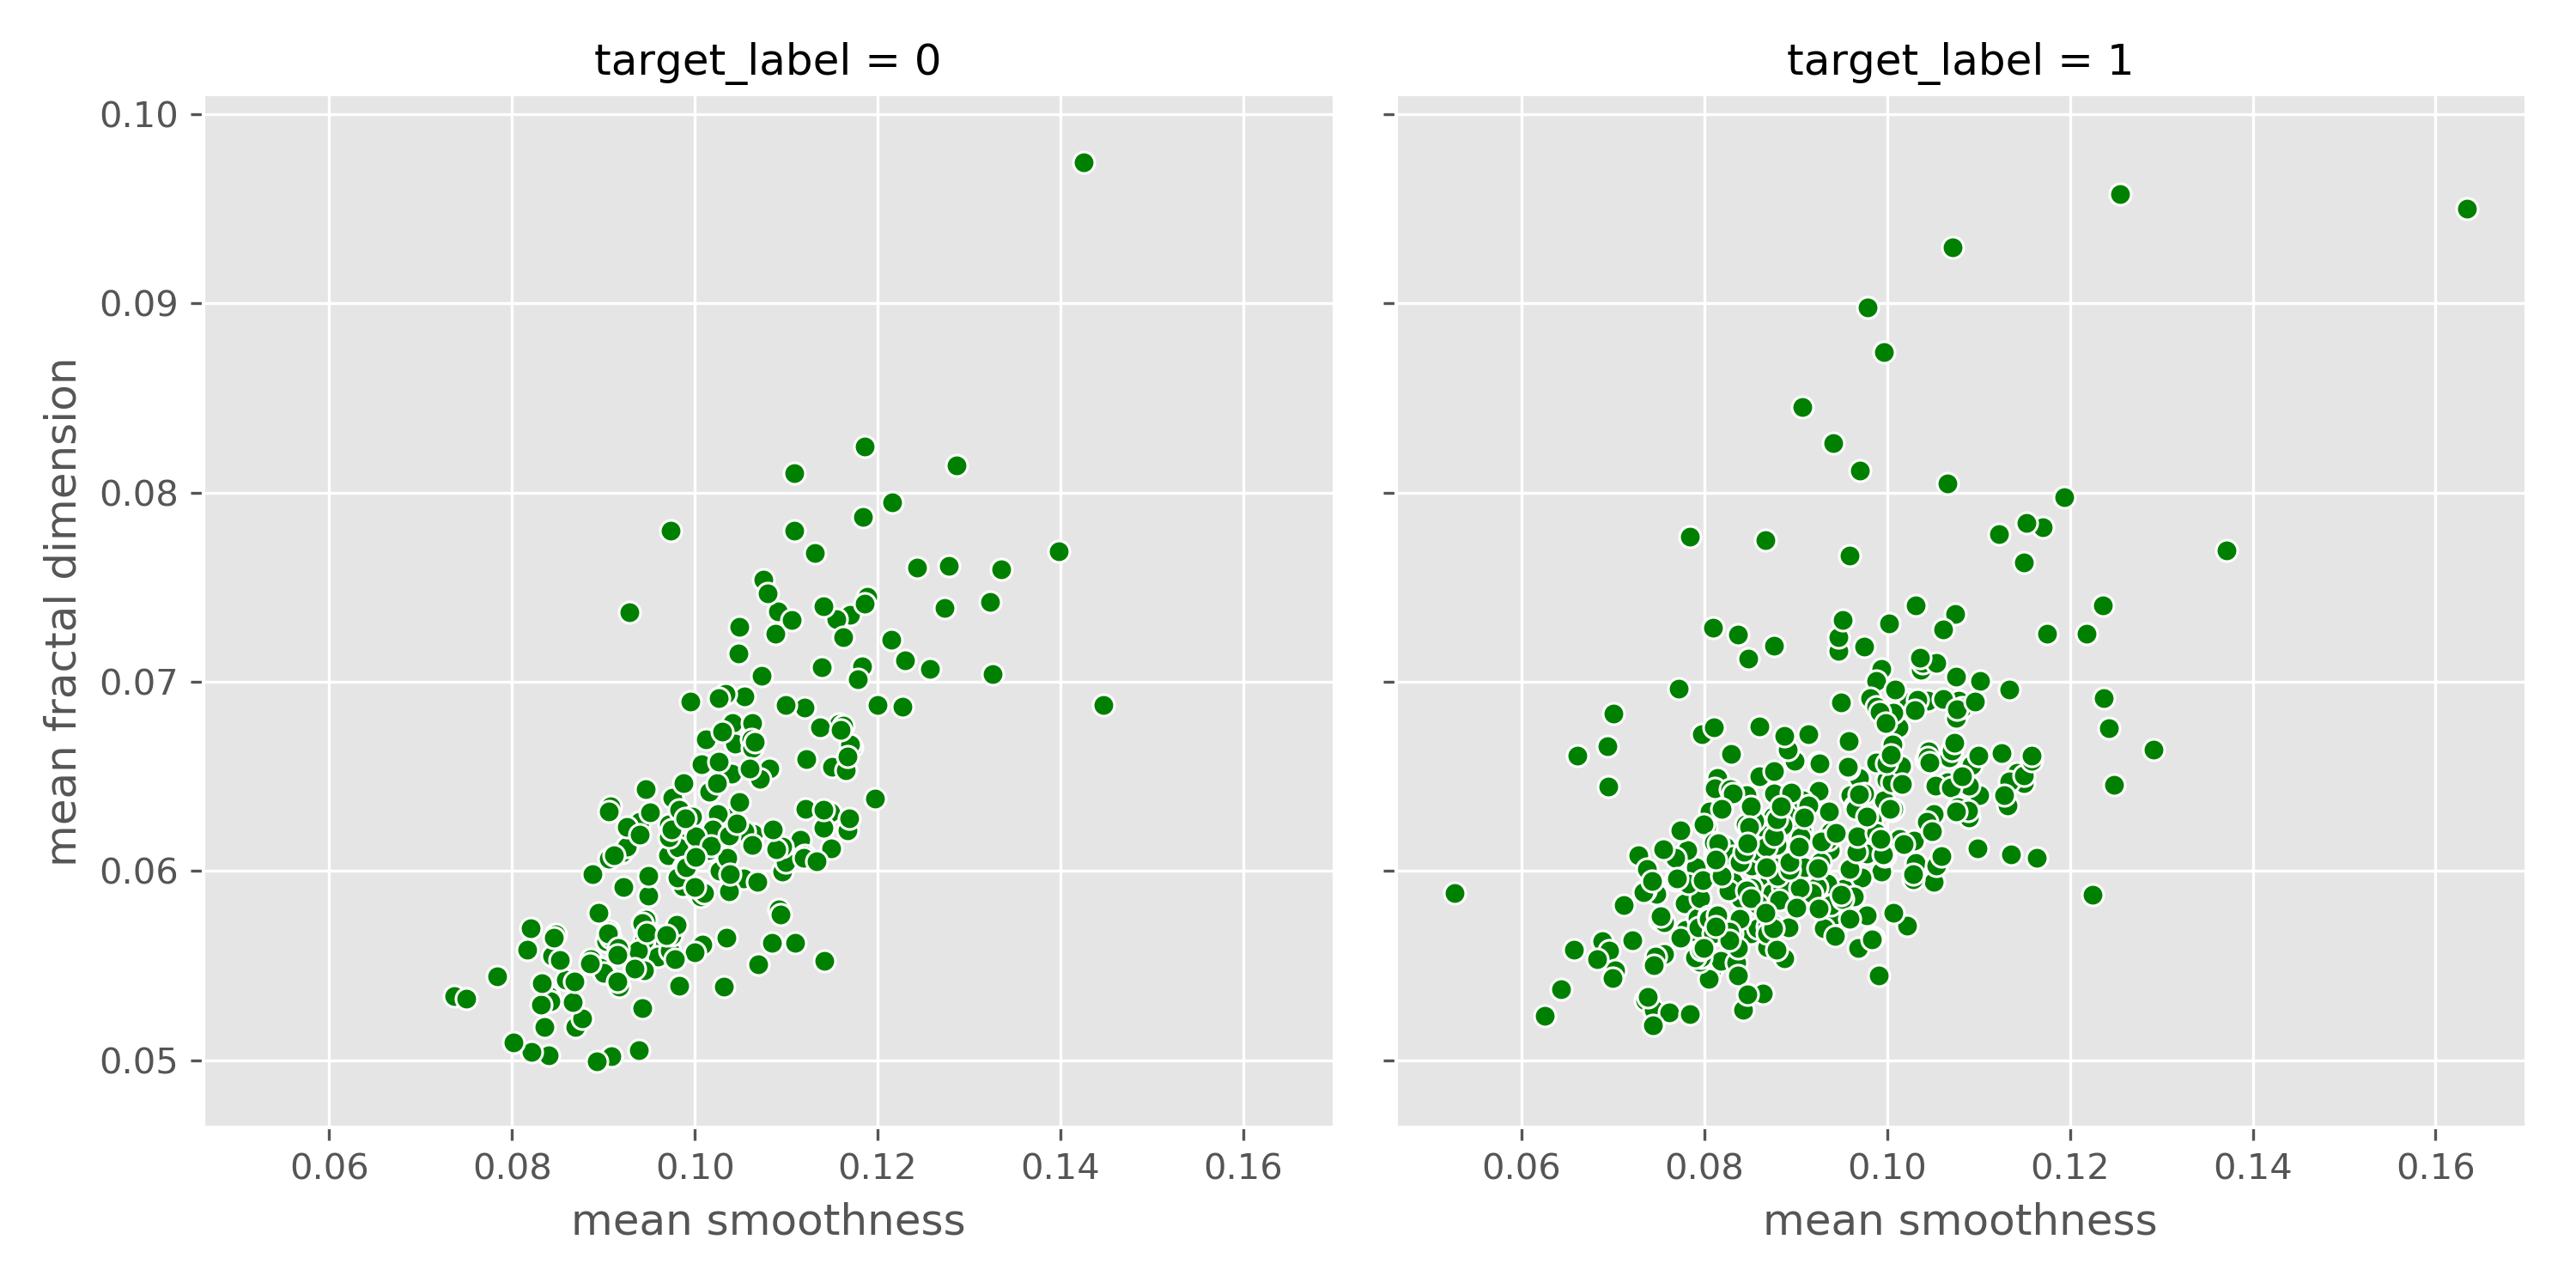 target_label = 0
target_label = 1
0.10
0.09
0.08
0.07
0.06
0.05
mean fractal dimension
0.06 0.08 0.10 0.12 0.14 0.16
0.06 0.08 0.10 0.12 0.14 0.16
mean smoothness
mean smoothness